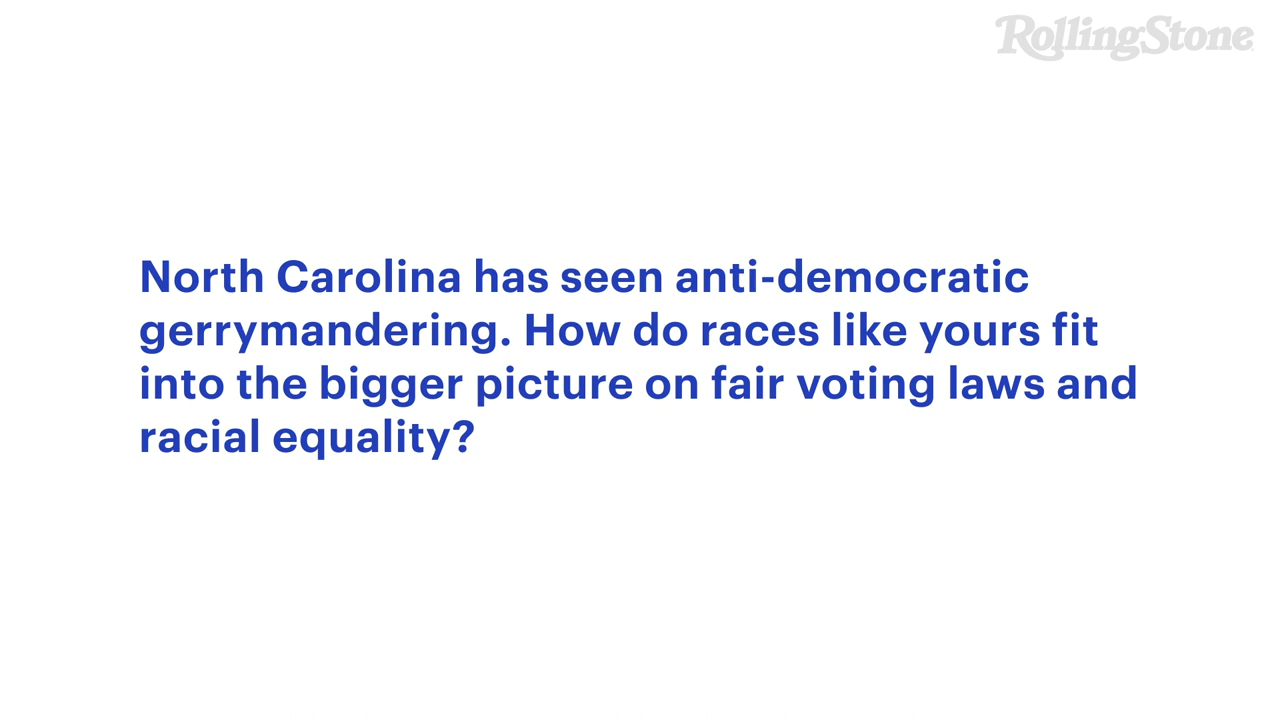 RollingStone
North Carolina has seen anti-democratic
gerrymandering. How do races like yours fit
into the bigger picture on fair voting laws and
racial equality?